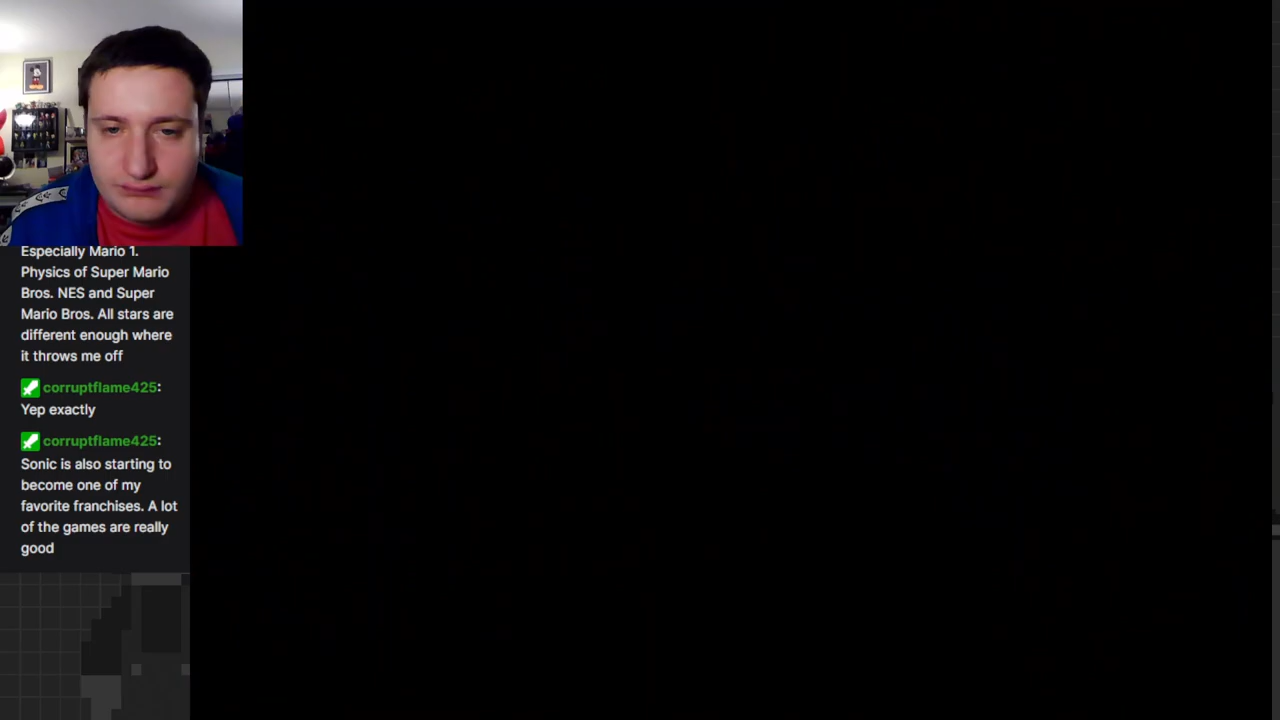 Especially Mario 1.
Physics of Super Mario
Bros. NES and Super
Mario Bros. All stars are
different enough where
it throws me off
corruptflame425:
Yep exactly
corruptflame425:
Sonic is also starting to
become one of my
favorite franchises. A lot
of the games are really
good